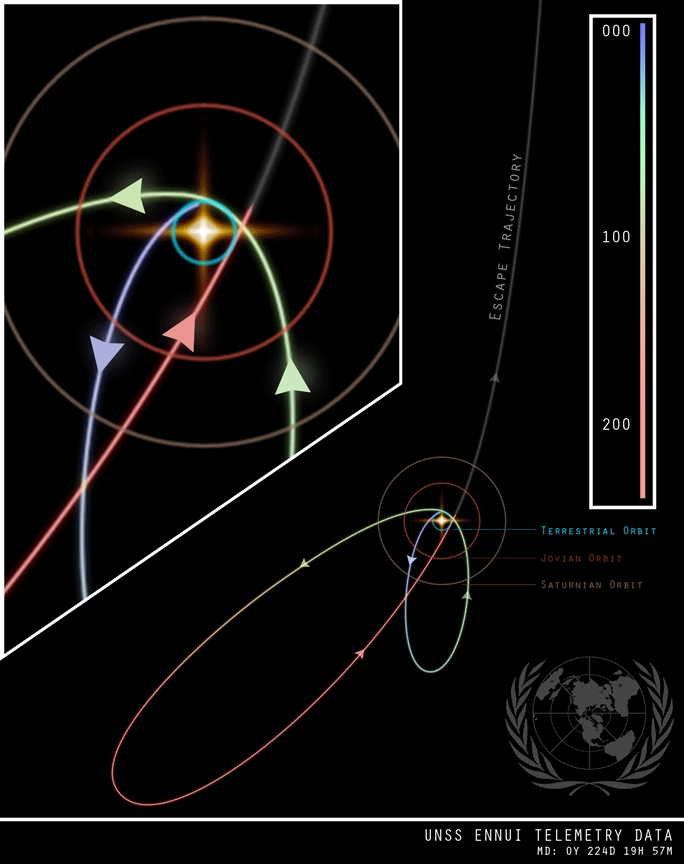 000
100
200
Escape Trajectory
Terrestrial Orbit
Jovian Orbit
Saturnian Orbit
UNSS ENNUI TELEMETRY DATA
MD: 0Y 224D 19H 57M